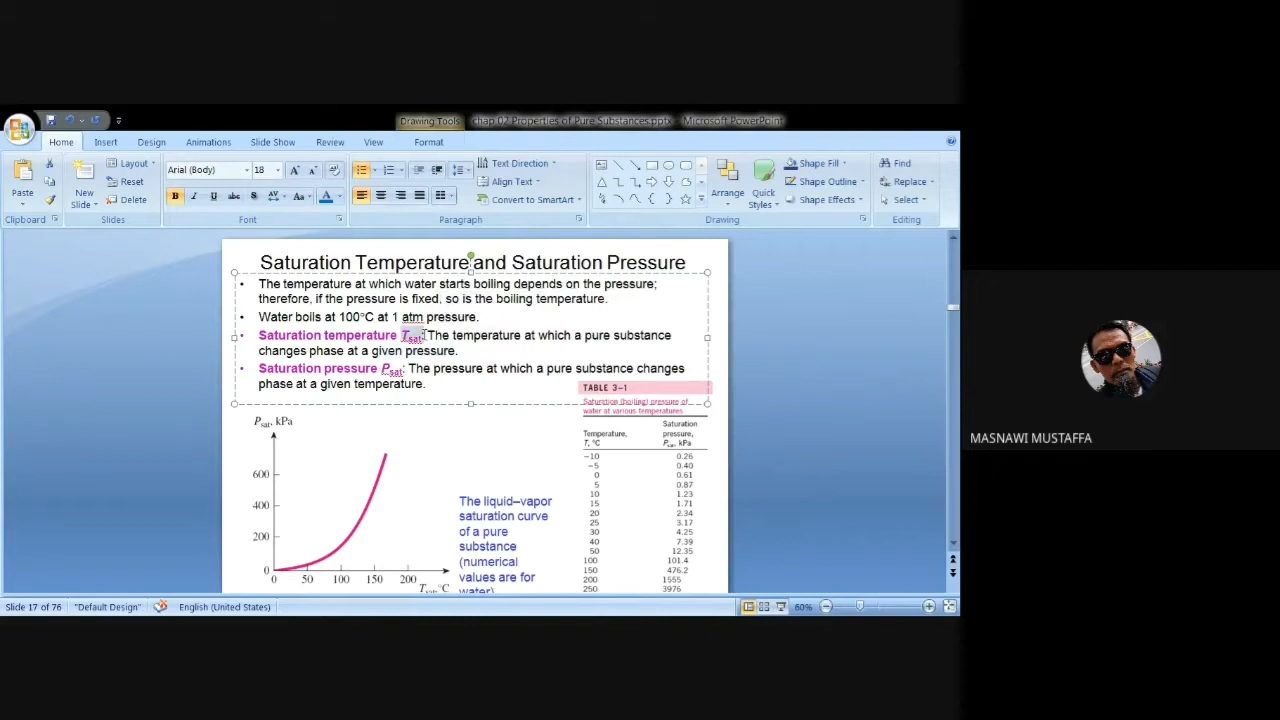 Drawing Tools
chap 02 Properties of Pure Substances.pptx - Microsoft PowerPoint
Home Insert Design Animations Slide Show Review View Format
Paste
Clipboard
New
Slide
Layout
Reset
Delete
Slides
Arial (Body) 18
B I U abc S AV Aa A
Font
Text Direction
Align Text
Convert to SmartArt
Paragraph
Arrange
Quick
Styles
Shape Fill
Shape Outline
Shape Effects
Drawing
Find
Replace
Select
Editing
Saturation Temperature and Saturation Pressure
• The temperature at which water starts boiling depends on the pressure;
therefore, if the pressure is fixed, so is the boiling temperature.
Water boils at 100°C at 1 atm pressure.
• Saturation temperature Tsat: The temperature at which a pure substance
changes phase at a given pressure.
• Saturation pressure Psat: The pressure at which a pure substance changes
phase at a given temperature.
TABLE 3–1
Saturation (boiling) pressure of
water at various temperatures
Saturation
Temperature, pressure,
T, °C Psat, kPa
−10 0.26
−5 0.40
0 0.61
5 0.87
10 1.23
15 1.71
20 2.34
25 3.17
30 4.25
40 7.39
50 12.35
100 101.4
150 476.2
200 1555
250 3976
Psat, kPa
600
400
200
0
0 50 100 150 200
Tsat, °C
The liquid–vapor
saturation curve
of a pure
substance
(numerical
values are for
water)
Slide 17 of 76 "Default Design" English (United States) 60%
MASNAWI MUSTAFFA